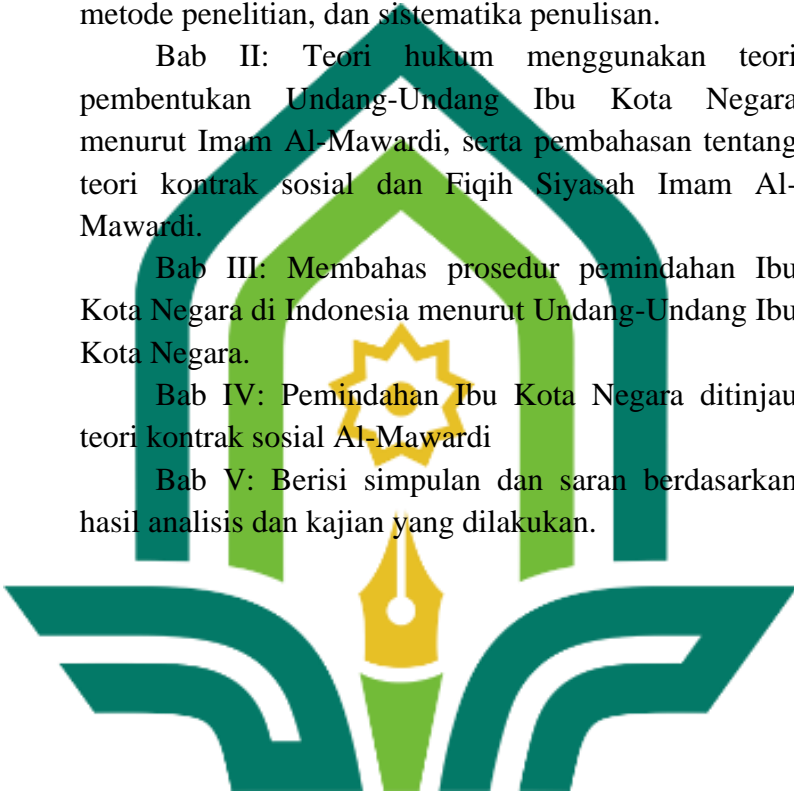 metode penelitian, dan sistematika penulisan.
Bab II: Teori hukum menggunakan teori
pembentukan Undang-Undang Ibu Kota Negara
menurut Imam Al-Mawardi, serta pembahasan tentang
teori kontrak sosial dan Fiqih Siyasah Imam Al-
Mawardi.
Bab III: Membahas prosedur pemindahan Ibu
Kota Negara di Indonesia menurut Undang-Undang Ibu
Kota Negara.
Bab IV: Pemindahan Ibu Kota Negara ditinjau
teori kontrak sosial Al-Mawardi
Bab V: Berisi simpulan dan saran berdasarkan
hasil analisis dan kajian yang dilakukan.